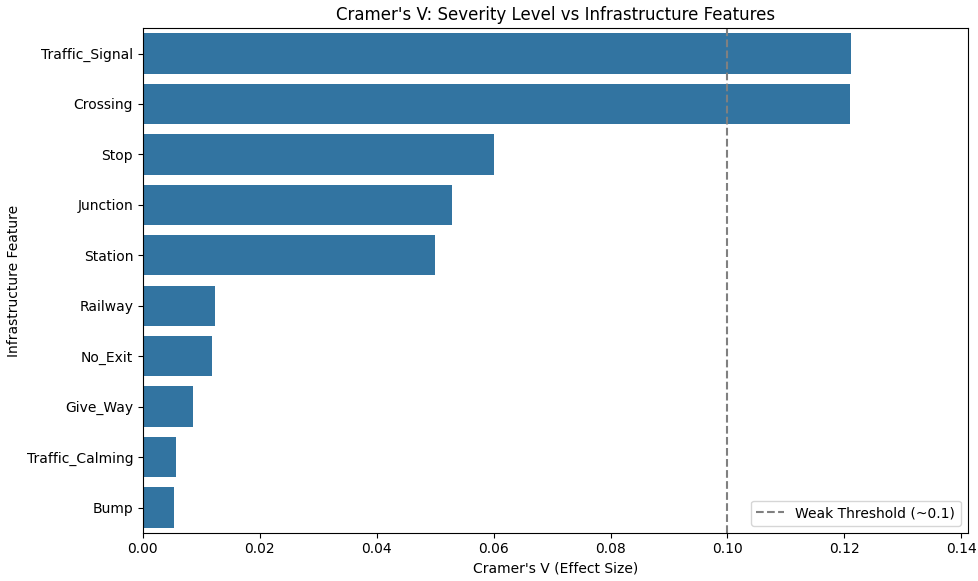 Cramer's V: Severity Level vs Infrastructure Features
Infrastructure Feature
Traffic_Signal
Crossing
Stop
Junction
Station
Railway
No_Exit
Give_Way
Traffic_Calming
Bump
Weak Threshold (~0.1)
0.00 0.02 0.04 0.06 0.08 0.10 0.12 0.14
Cramer's V (Effect Size)